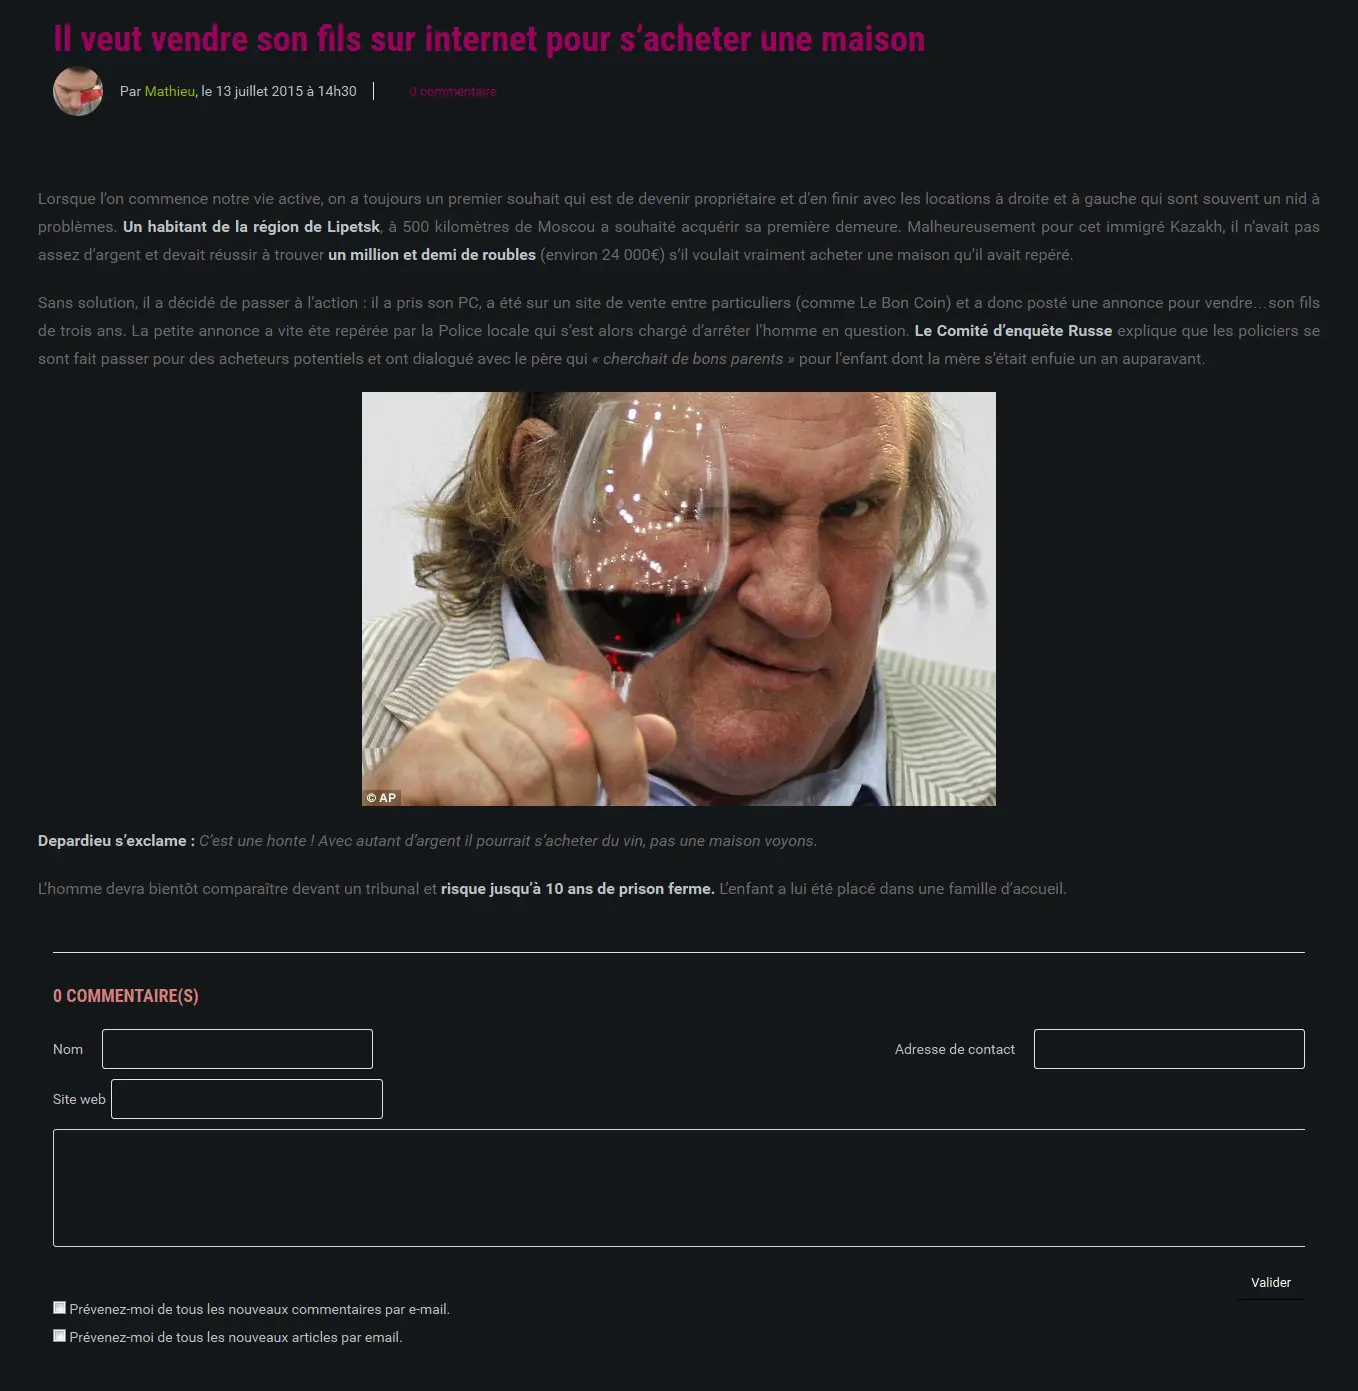 Il veut vendre son fils sur internet pour s’acheter une maison
Par Mathieu, le 13 juillet 2015 à 14h30
0 commentaire
Lorsque l’on commence notre vie active, on a toujours un premier souhait qui est de devenir propriétaire et d’en finir avec les locations à droite et à gauche qui sont souvent un nid à
problèmes. Un habitant de la région de Lipetsk, à 500 kilomètres de Moscou a souhaité acquérir sa première demeure. Malheureusement pour cet immigré Kazakh, il n’avait pas
assez d’argent et devait réussir à trouver un million et demi de roubles (environ 24 000€) s’il voulait vraiment acheter une maison qu’il avait repéré.
Sans solution, il a décidé de passer à l’action : il a pris son PC, a été sur un site de vente entre particuliers (comme Le Bon Coin) et a donc posté une annonce pour vendre…son fils
de trois ans. La petite annonce a vite éte repérée par la Police locale qui s’est alors chargé d’arrêter l’homme en question. Le Comité d’enquête Russe explique que les policiers se
sont fait passer pour des acheteurs potentiels et ont dialogué avec le père qui « cherchait de bons parents » pour l’enfant dont la mère s’était enfuie un an auparavant.
© AP
Depardieu s’exclame : C’est une honte ! Avec autant d’argent il pourrait s’acheter du vin, pas une maison voyons.
L’homme devra bientôt comparaître devant un tribunal et risque jusqu’à 10 ans de prison ferme. L’enfant a lui été placé dans une famille d’accueil.
0 COMMENTAIRE(S)
Nom
Adresse de contact
Site web
Valider
Prévenez-moi de tous les nouveaux commentaires par e-mail.
Prévenez-moi de tous les nouveaux articles par email.